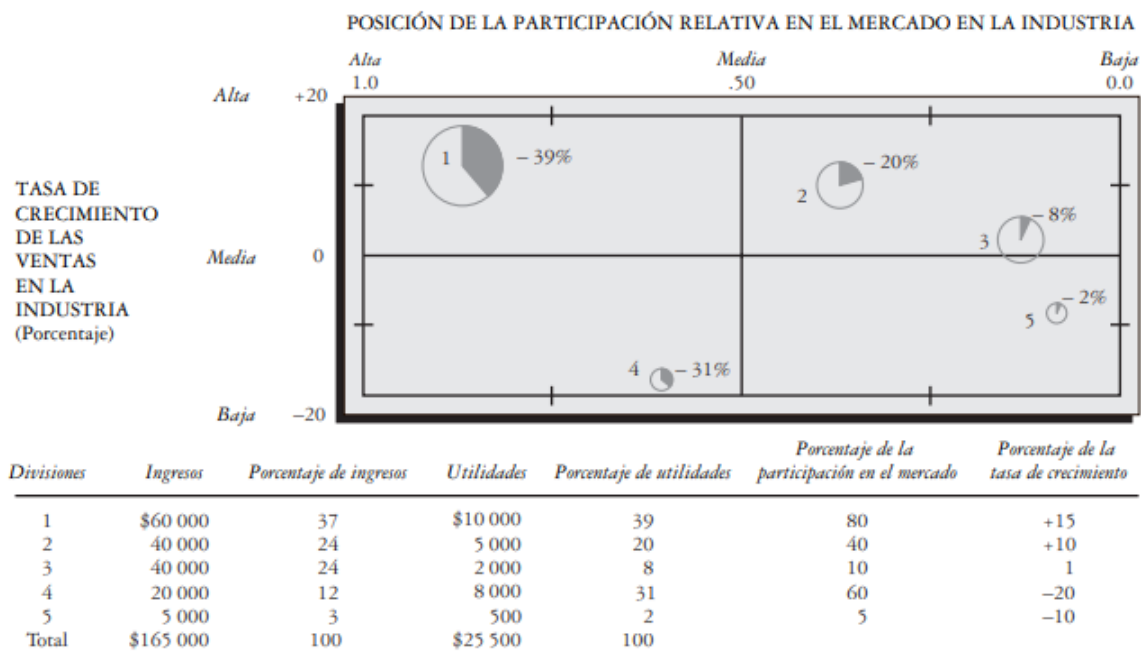 POSICIÓN DE LA PARTICIPACIÓN RELATIVA EN EL MERCADO EN LA INDUSTRIA
Alta Media Baja
1.0 .50 0.0
Alta +20
1 – 39%
– 20%
2
– 8%
3
TASA DE
CRECIMIENTO
DE LAS
VENTAS
EN LA
INDUSTRIA
(Porcentaje)
Media 0
– 2%
5
4 – 31%
Baja –20
Divisiones Ingresos Porcentaje de ingresos Utilidades Porcentaje de utilidades Porcentaje de la participación en el mercado Porcentaje de la tasa de crecimiento
1 $60 000 37 $10 000 39 80 +15
2 40 000 24 5 000 20 40 +10
3 40 000 24 2 000 8 10 1
4 20 000 12 8 000 31 60 –20
5 5 000 3 500 2 5 –10
Total $165 000 100 $25 500 100